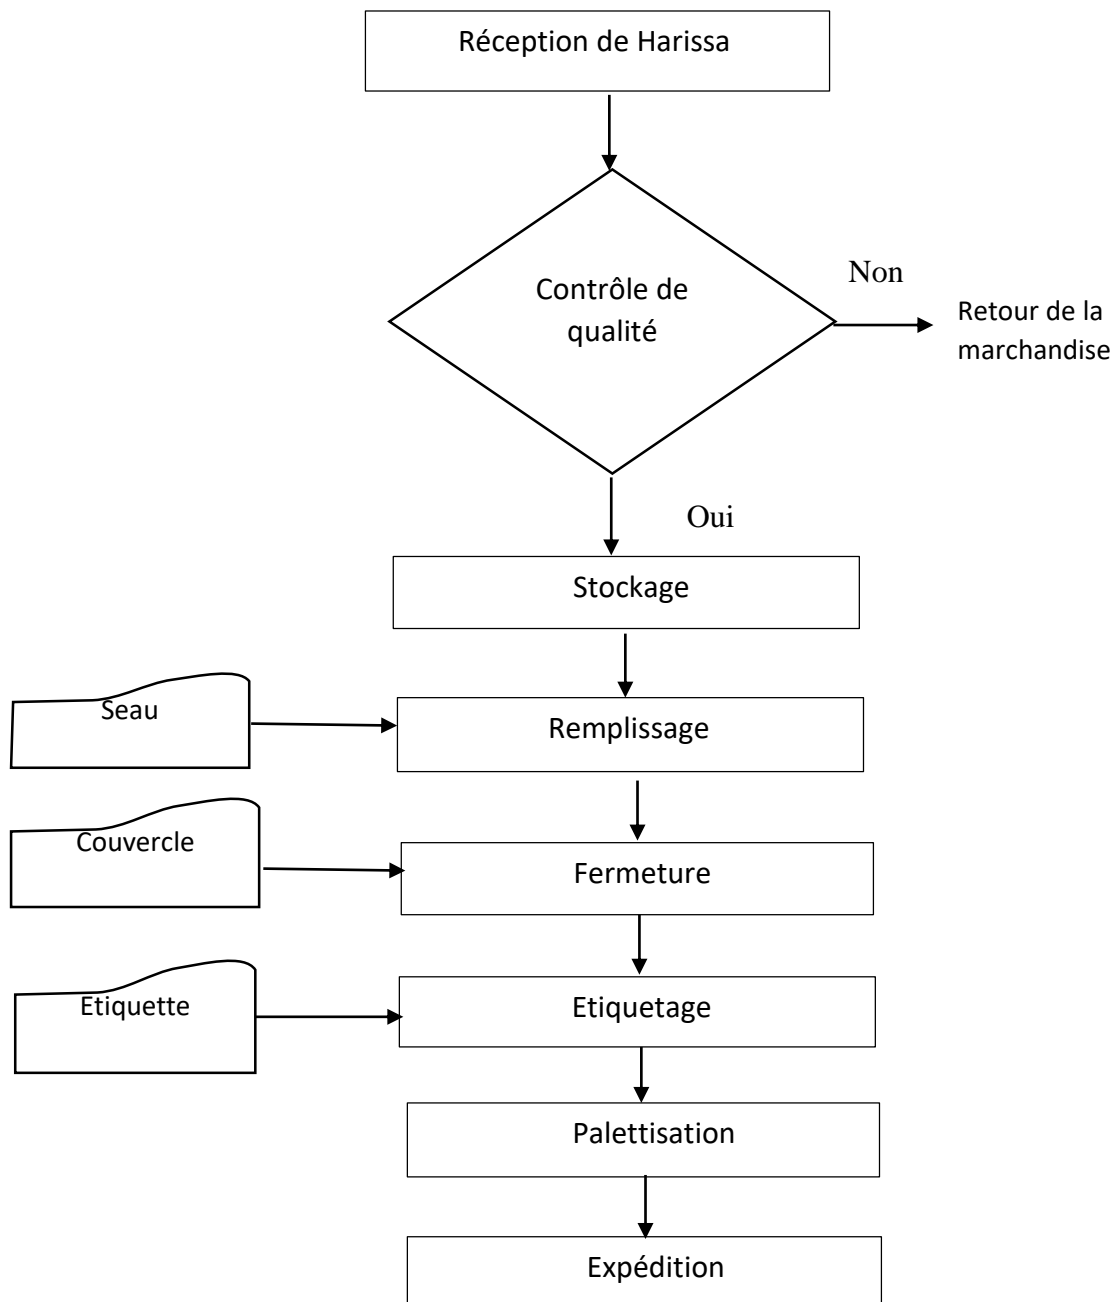 Réception de Harissa
Contrôle de
qualité
Non
Retour de la
marchandise
Oui
Stockage
Seau
Remplissage
Couvercle
Fermeture
Etiquette
Etiquetage
Palettisation
Expédition